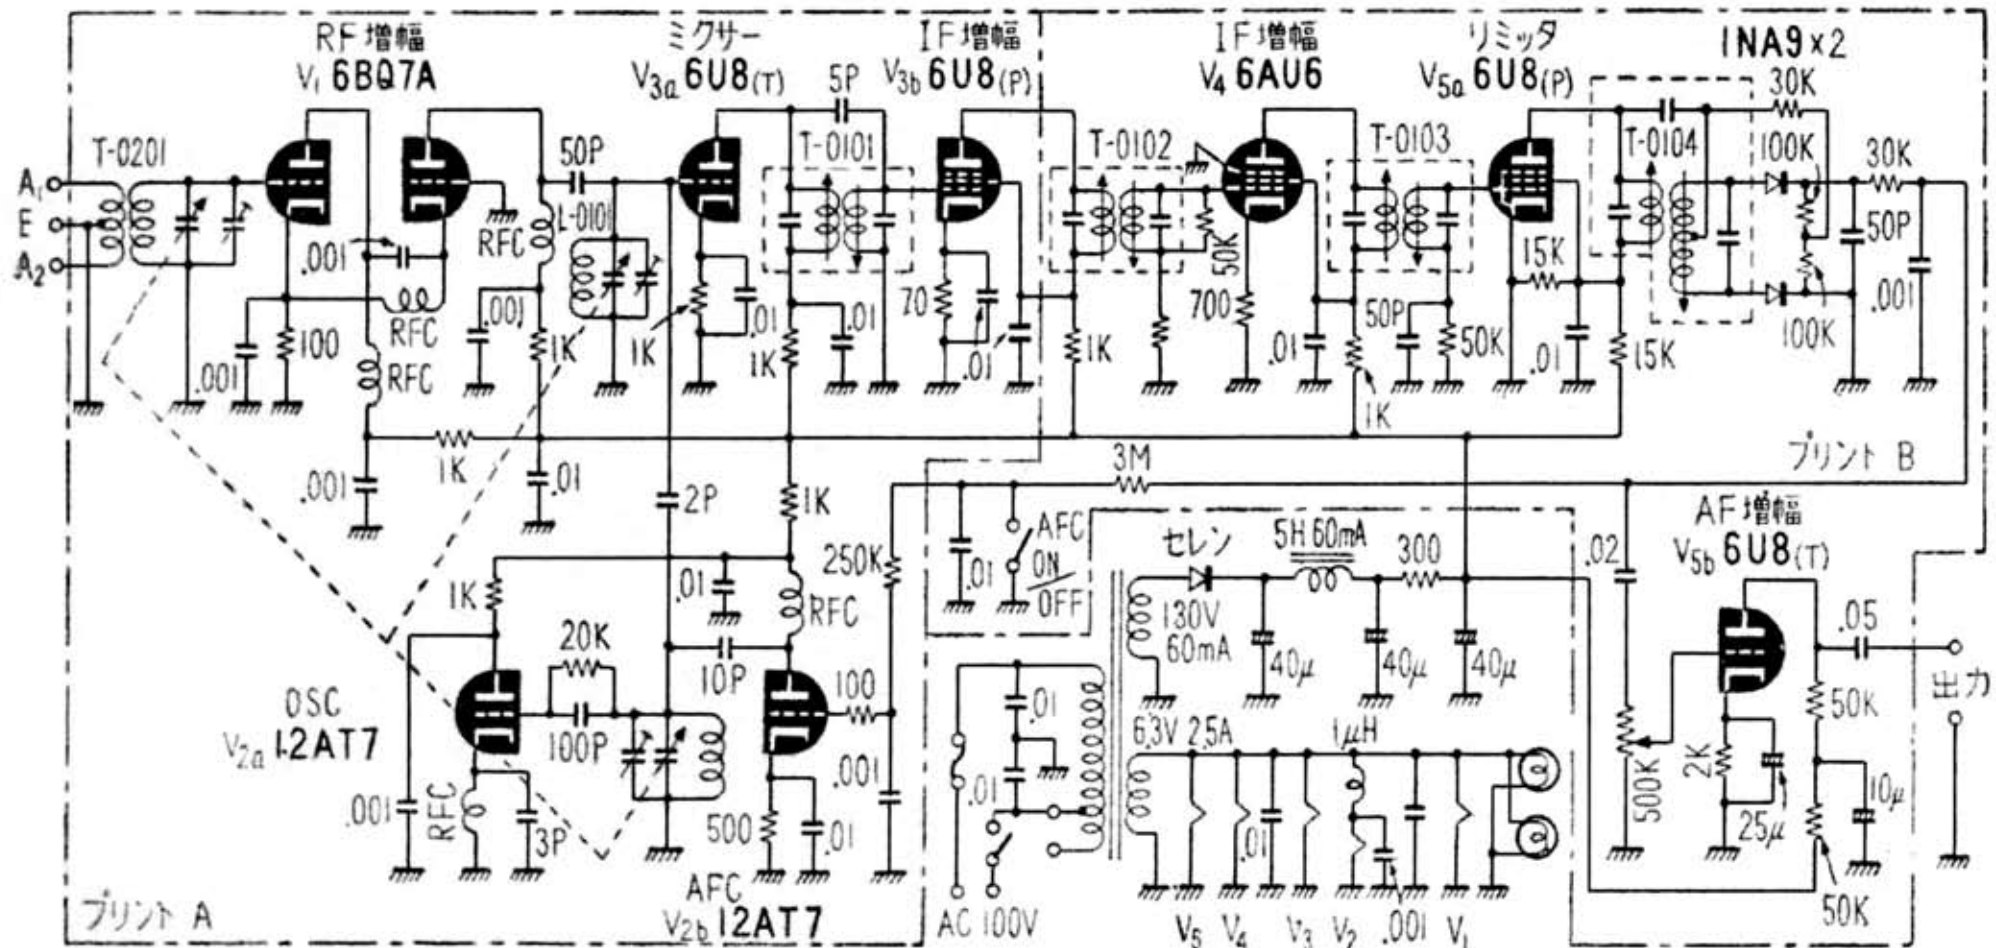 RF増幅
V₁ 6BQ7A
ミクサー
V3a 6U8(T)
5P
IF増幅
V3b 6U8(P)
IF増幅
V4 6AU6
リミッタ
V5a 6U8(P)
1NA9×2
30K
T-0201
A₁
E
A₂
50P
L-0101
RFC
T-0101
T-0102
T-0103
T-0104
100K
30K
.001
RFC
.001
100
RFC
.001
1K
1K
.01
1K
.01
70
.01
1K
50K
700
.01
50P
50K
1K
15K
.01
15K
100K
50P
.001
.001
1K
.01
2P
1K
3M
プリント B
1K
.01
RFC
250K
.01
AFC
ON
OFF
セレン
5H 60mA
300
130V
60mA
40μ
40μ
40μ
.02
AF増幅
V5b 6U8(T)
.05
出力
20K
10P
100
OSC
V2a 12AT7
100P
.001
RFC
3P
500
.01
.001
AFC
V2b 12AT7
プリント A
.01
.01
AC 100V
6.3V 2.5A
1μH
.01
V5
V4
V3
V2
.001
V1
500K
2K
25μ
50K
10μ
50K